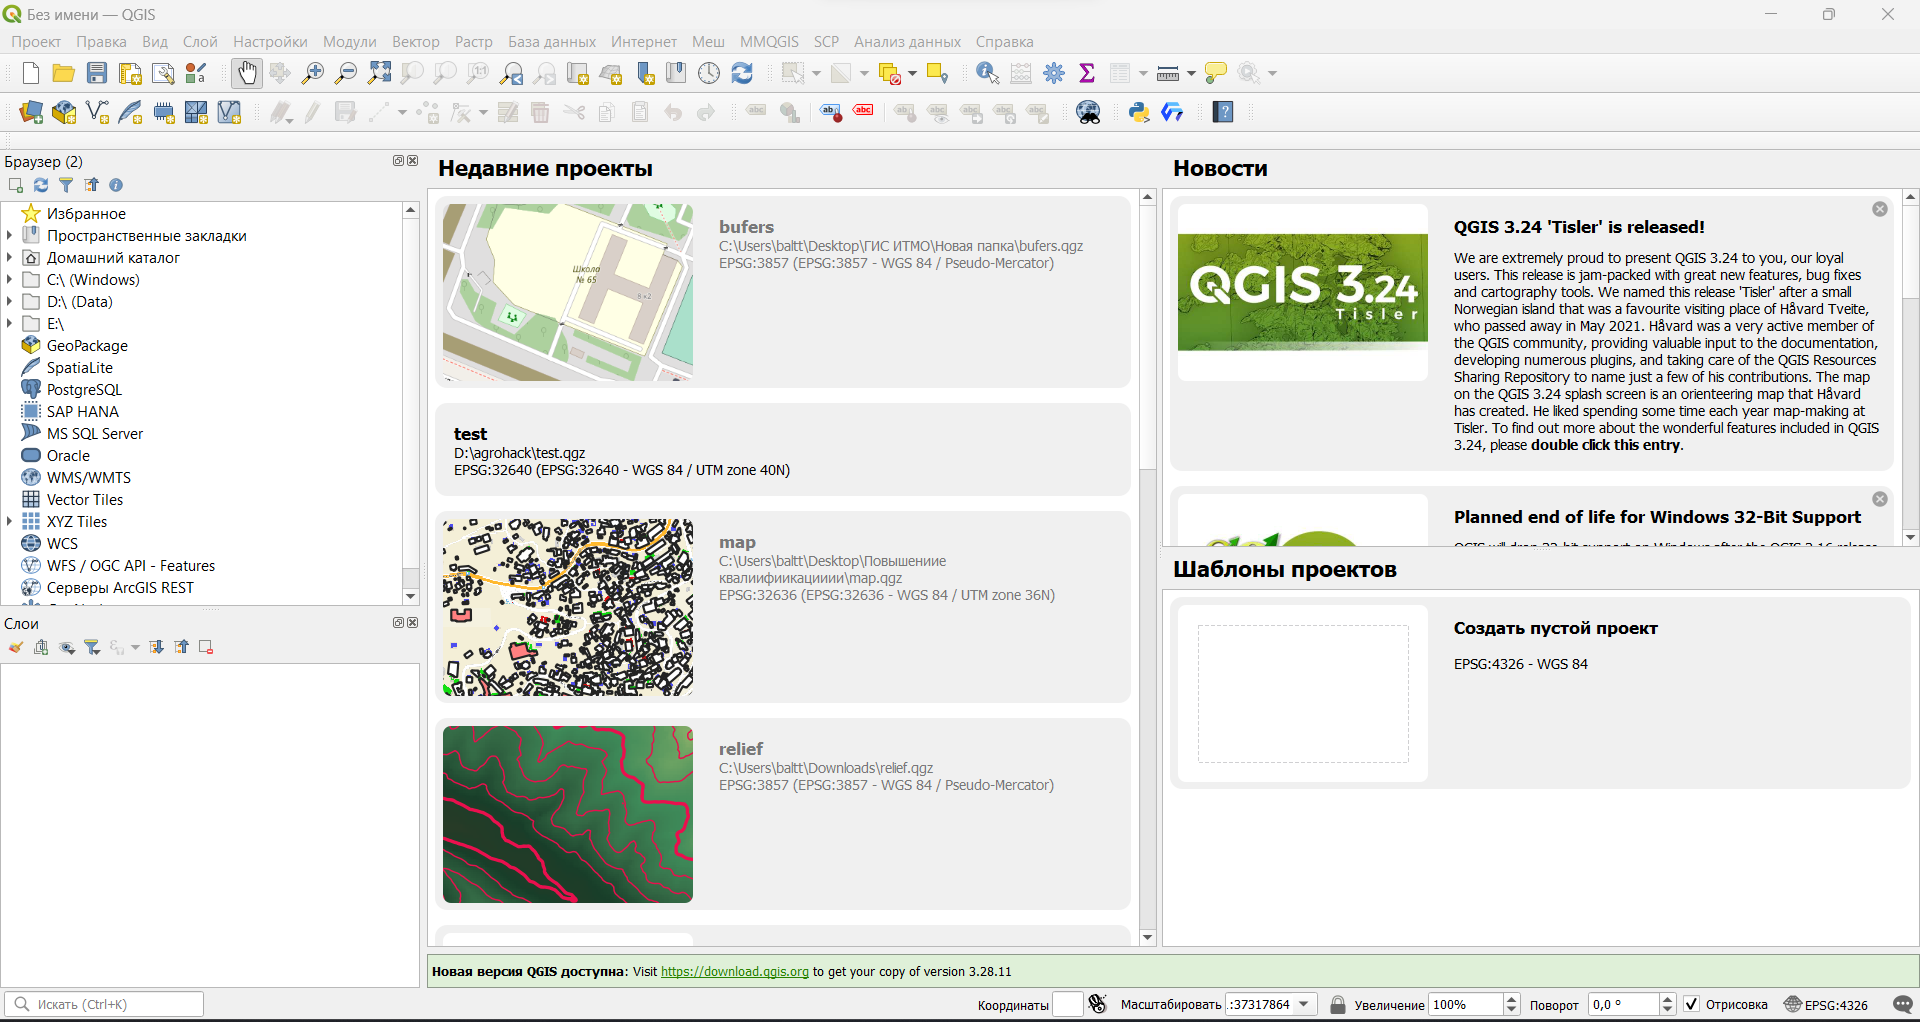 Без имени — QGIS
Проект Правка Вид Слой Настройки Модули Вектор Растр База данных Интернет Меш MMQGIS SCP Анализ данных Справка
Браузер (2)
Избранное
Пространственные закладки
Домашний каталог
C:\ (Windows)
D:\ (Data)
E:\
GeoPackage
SpatiaLite
PostgreSQL
SAP HANA
MS SQL Server
Oracle
WMS/WMTS
Vector Tiles
XYZ Tiles
WCS
WFS / OGC API - Features
Серверы ArcGIS REST
Слои
Недавние проекты
Школа
№ 65
bufers
C:\Users\baltt\Desktop\ГИС ИТМО\Новая папка\bufers.qgz
EPSG:3857 (EPSG:3857 - WGS 84 / Pseudo-Mercator)
test
D:\agrohack\test.qgz
EPSG:32640 (EPSG:32640 - WGS 84 / UTM zone 40N)
map
C:\Users\baltt\Desktop\Повышениие
квалиифиикацииии\map.qgz
EPSG:32636 (EPSG:32636 - WGS 84 / UTM zone 36N)
relief
C:\Users\baltt\Downloads\relief.qgz
EPSG:3857 (EPSG:3857 - WGS 84 / Pseudo-Mercator)
Новости
QGIS 3.24
Tisler
QGIS 3.24 'Tisler' is released!
We are extremely proud to present QGIS 3.24 to you, our loyal
users. This release is jam-packed with great new features, bug fixes
and cartography tools. We named this release 'Tisler' after a small
Norwegian island that was a favourite visiting place of Håvard Tveite,
who passed away in May 2021. Håvard was a very active member of
the QGIS community, providing valuable input to the documentation,
developing numerous plugins, and taking care of the QGIS Resources
Sharing Repository to name just a few of his contributions. The map
on the QGIS 3.24 splash screen is an orienteering map that Håvard
has created. He liked spending some time each year map-making at
Tisler. To find out more about the wonderful features included in QGIS
3.24, please double click this entry.
Planned end of life for Windows 32-Bit Support
Шаблоны проектов
Создать пустой проект
EPSG:4326 - WGS 84
Новая версия QGIS доступна: Visit https://download.qgis.org to get your copy of version 3.28.11
Искать (Ctrl+K)
Координаты
Масштабировать :37317864
Увеличение 100%
Поворот 0,0 °
Отрисовка
EPSG:4326